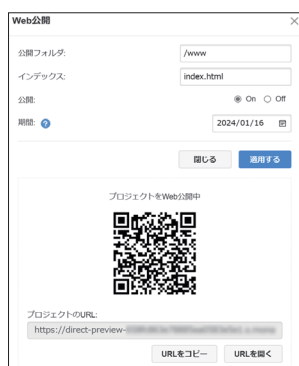 Web公開
公開フォルダ: /www
インデックス: index.html
公開: On Off
期間: ? 2024/01/16
閉じる 適用する
プロジェクトをWeb公開中
プロジェクトのURL:
https://direct-preview-
URLをコピー URLを開く